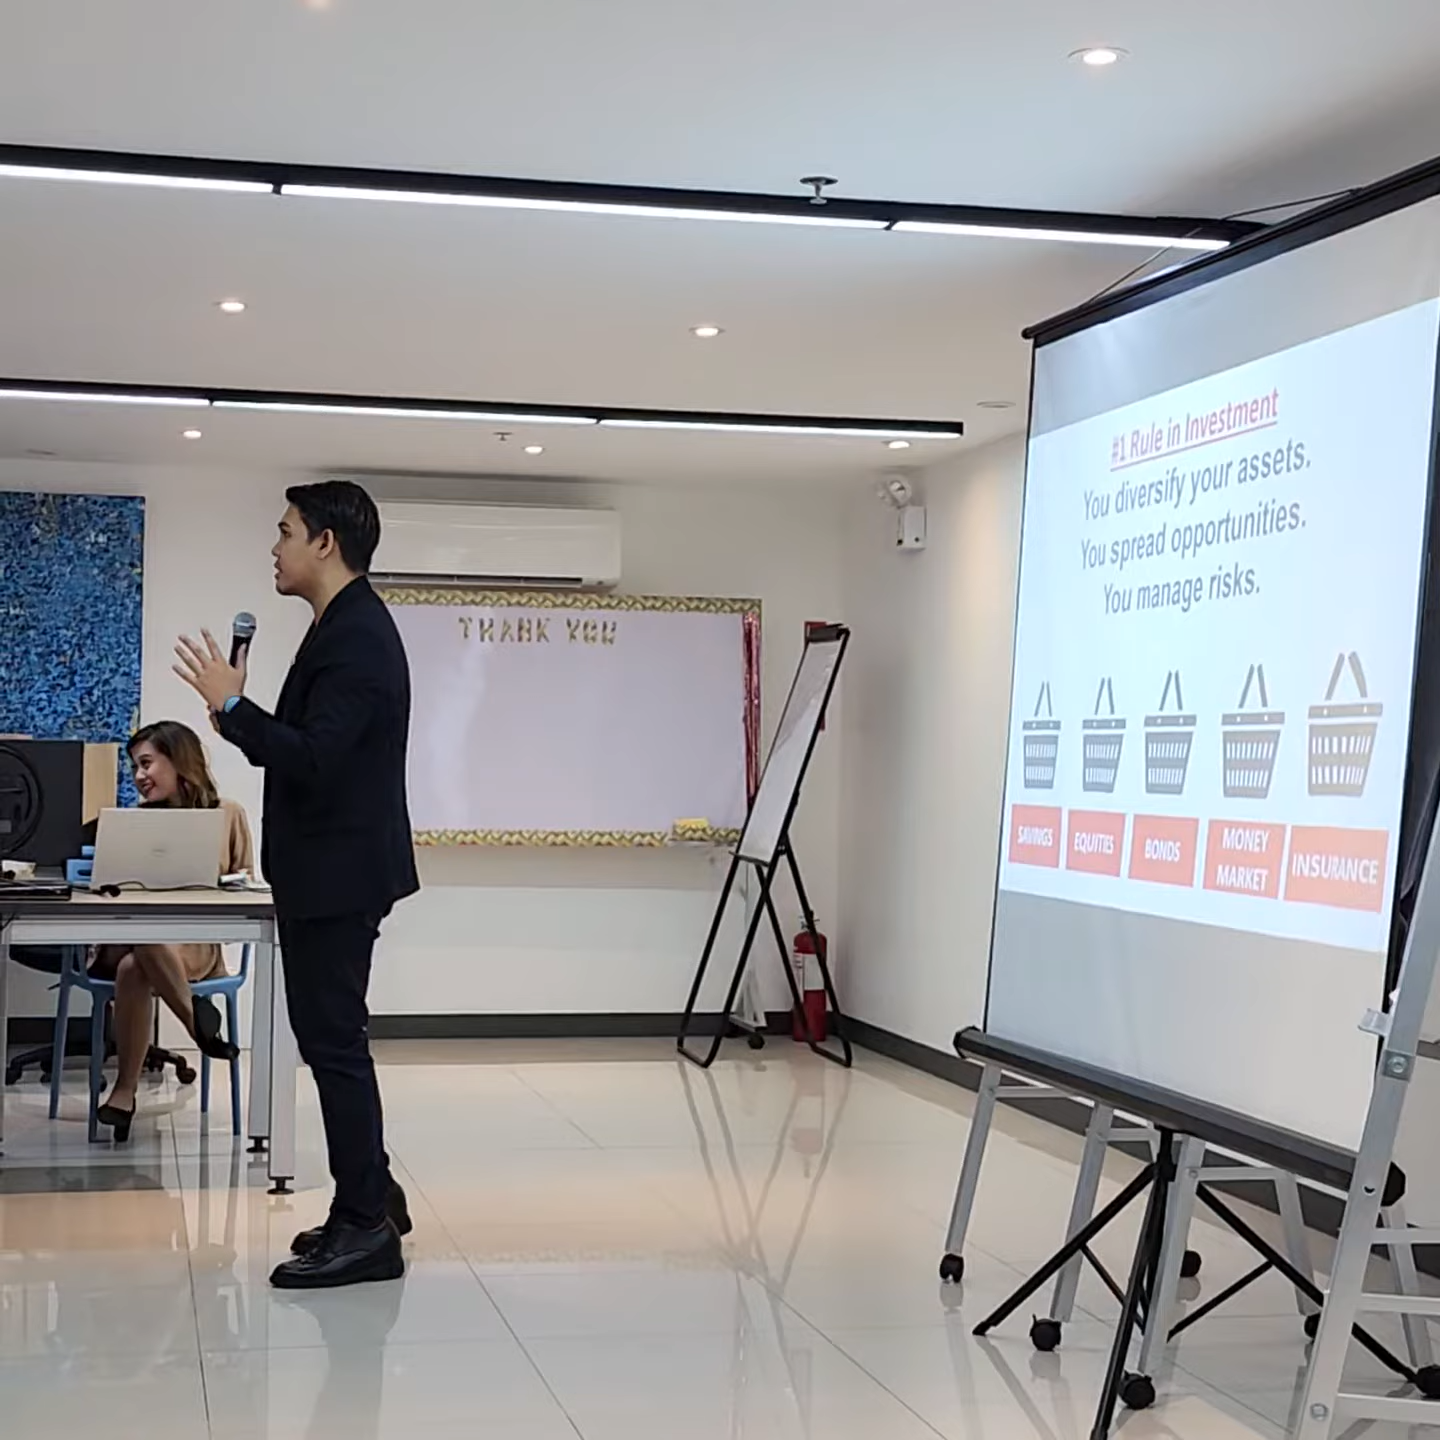 THANK YOU
#1 Rule in Investment
You diversify your assets.
You spread opportunities.
You manage risks.
SAVINGS
EQUITIES
BONDS
MONEY
MARKET
INSURANCE